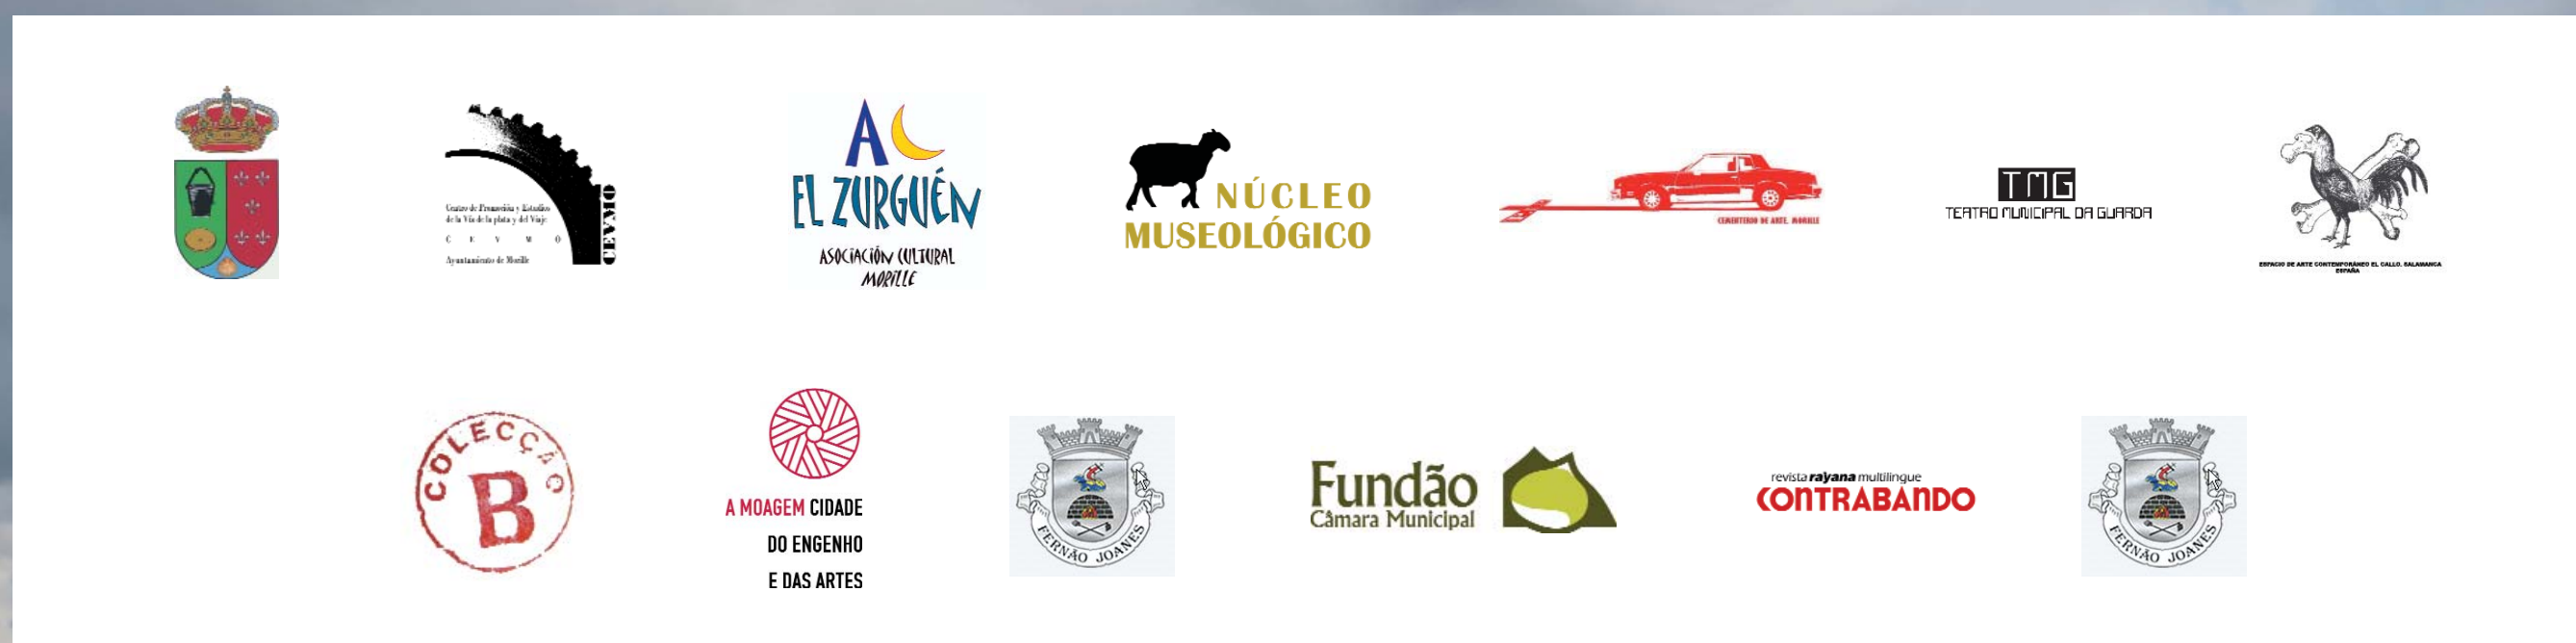 Centro de Promoción y Estudios
de la Vía de la plata y del Viaje
C E V M O
Ayuntamiento de Morille
CEVMO
A
EL ZURGUÉN
ASOCIACIÓN CULTURAL
MORILLE
NÚCLEO
MUSEOLÓGICO
CEMENTERIO DE ARTE. MORILLE
TMG
TEATRO MUNICIPAL DA GUARDA
ESPACIO DE ARTE CONTEMPORÁNEO EL GALLO. SALAMANCA
ESPAÑA
COLECÇÃO
B
A MOAGEM CIDADE
DO ENGENHO
E DAS ARTES
FERNÃO JOANES
Fundão
Câmara Municipal
revista rayana multilingue
CONTRABANDO
FERNÃO JOANES